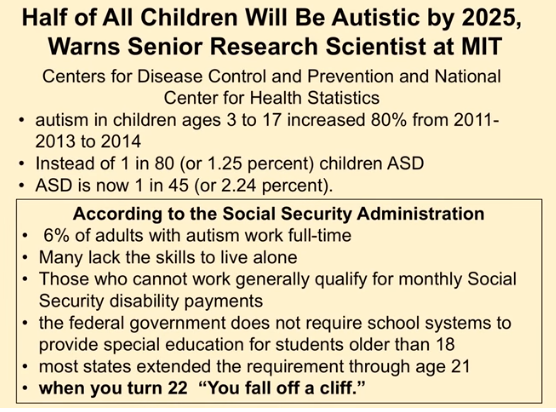 Half of All Children Will Be Autistic by 2025,
Warns Senior Research Scientist at MIT
Centers for Disease Control and Prevention and National
Center for Health Statistics
• autism in children ages 3 to 17 increased 80% from 2011-
2013 to 2014
• Instead of 1 in 80 (or 1.25 percent) children ASD
• ASD is now 1 in 45 (or 2.24 percent).
According to the Social Security Administration
• 6% of adults with autism work full-time
• Many lack the skills to live alone
• Those who cannot work generally qualify for monthly Social
Security disability payments
• the federal government does not require school systems to
provide special education for students older than 18
• most states extended the requirement through age 21
• when you turn 22 “You fall off a cliff.”